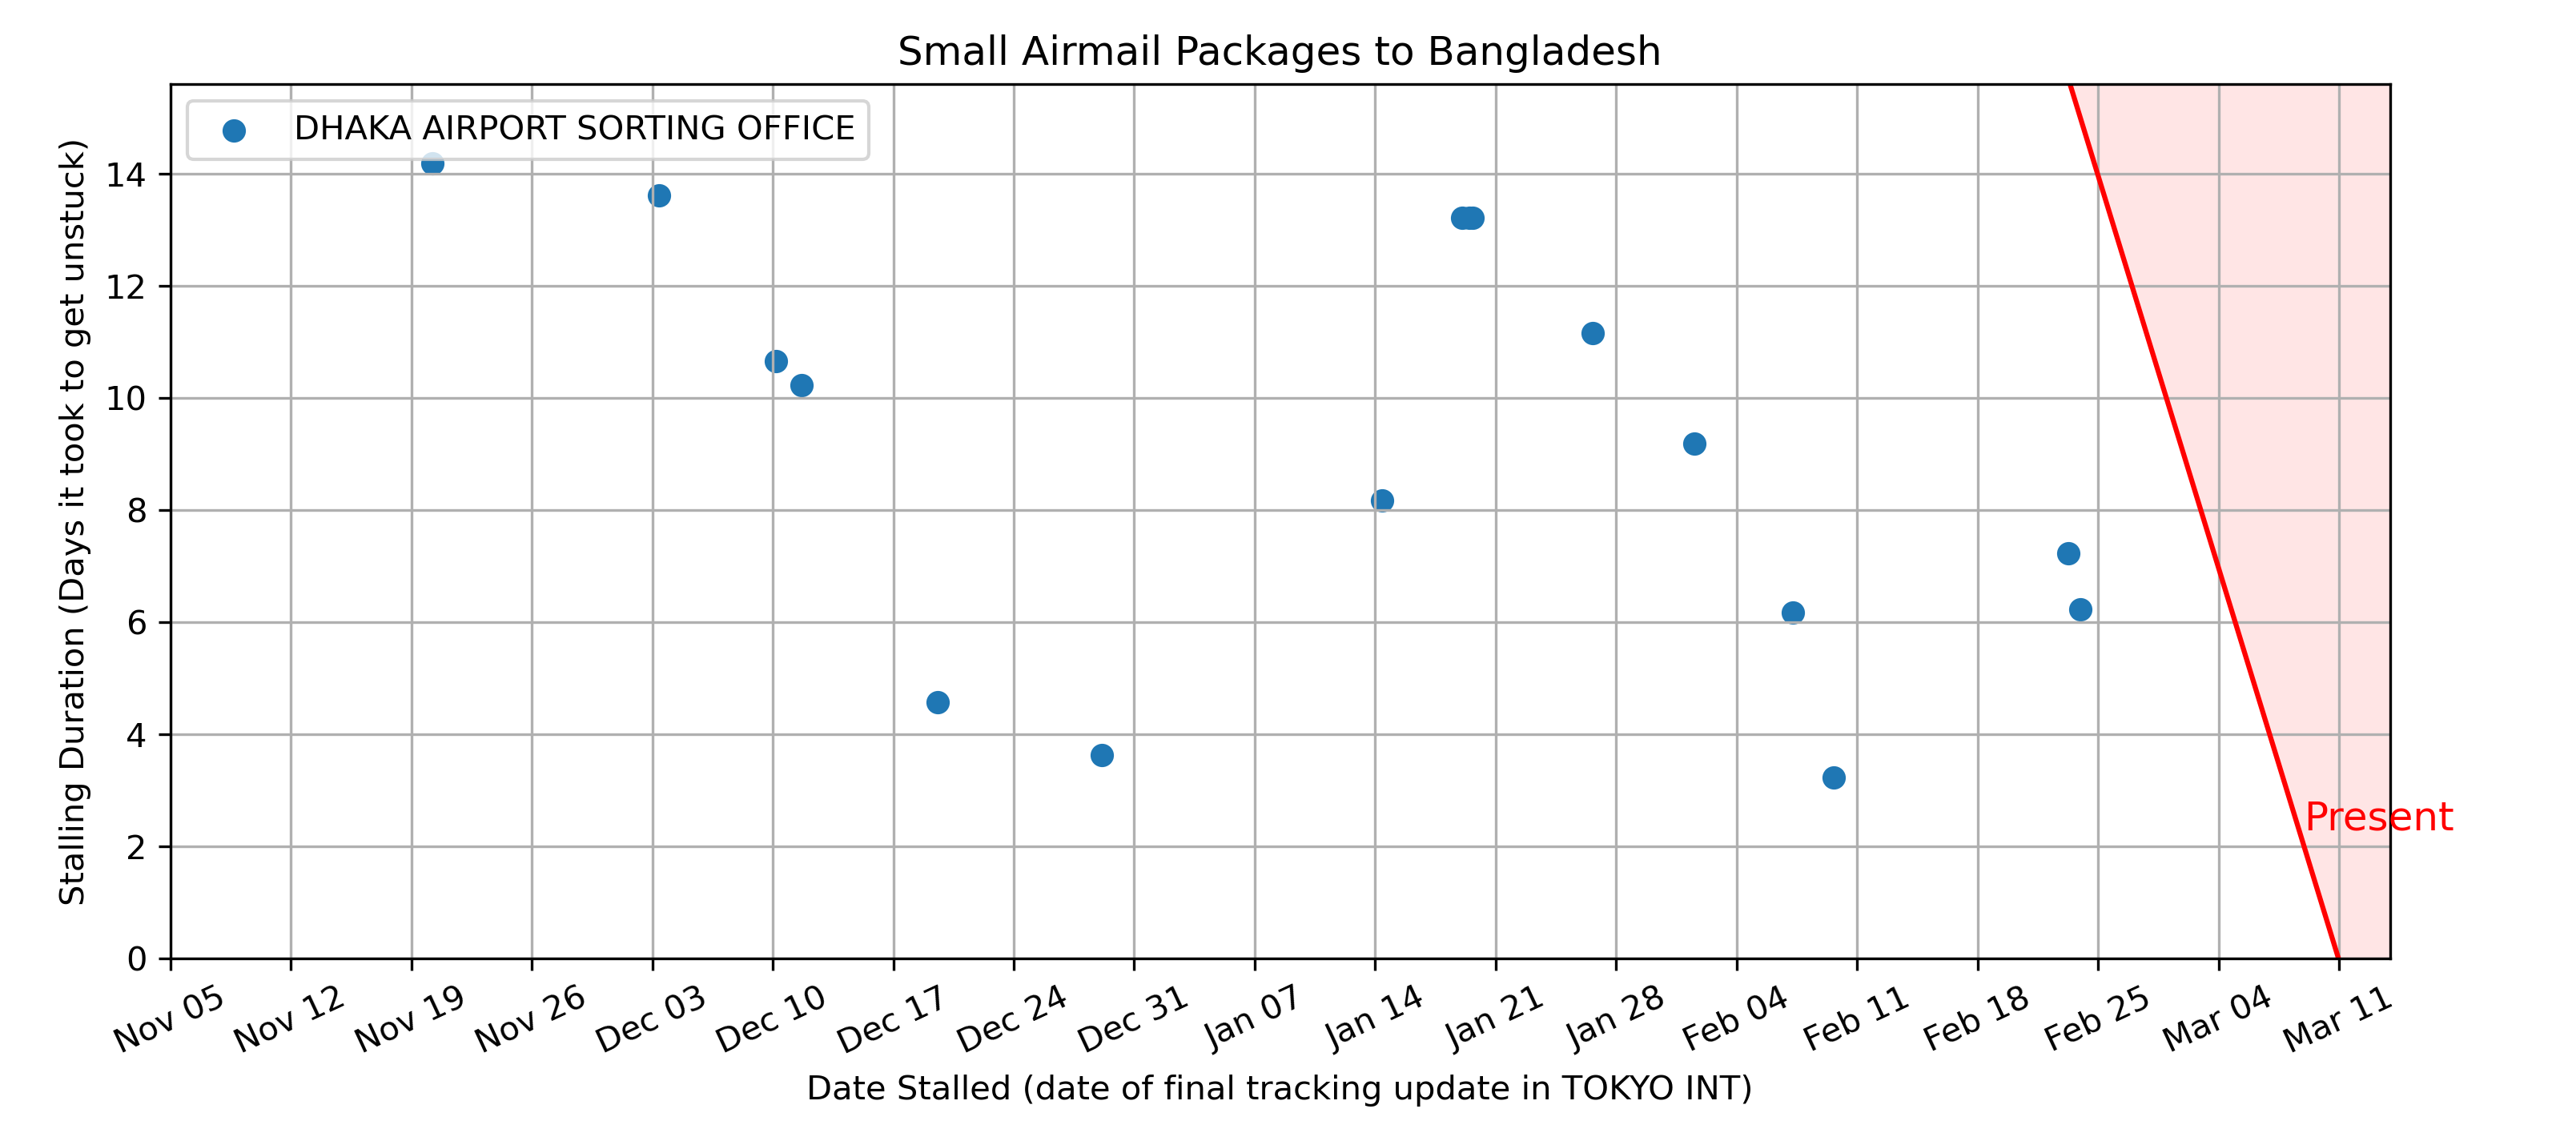 Small Airmail Packages to Bangladesh
DHAKA AIRPORT SORTING OFFICE
Stalling Duration (Days it took to get unstuck)
14
12
10
8
6
4
2
0
Present
Nov 05
Nov 12
Nov 19
Nov 26
Dec 03
Dec 10
Dec 17
Dec 24
Dec 31
Jan 07
Jan 14
Jan 21
Jan 28
Feb 04
Feb 11
Feb 18
Feb 25
Mar 04
Mar 11
Date Stalled (date of final tracking update in TOKYO INT)